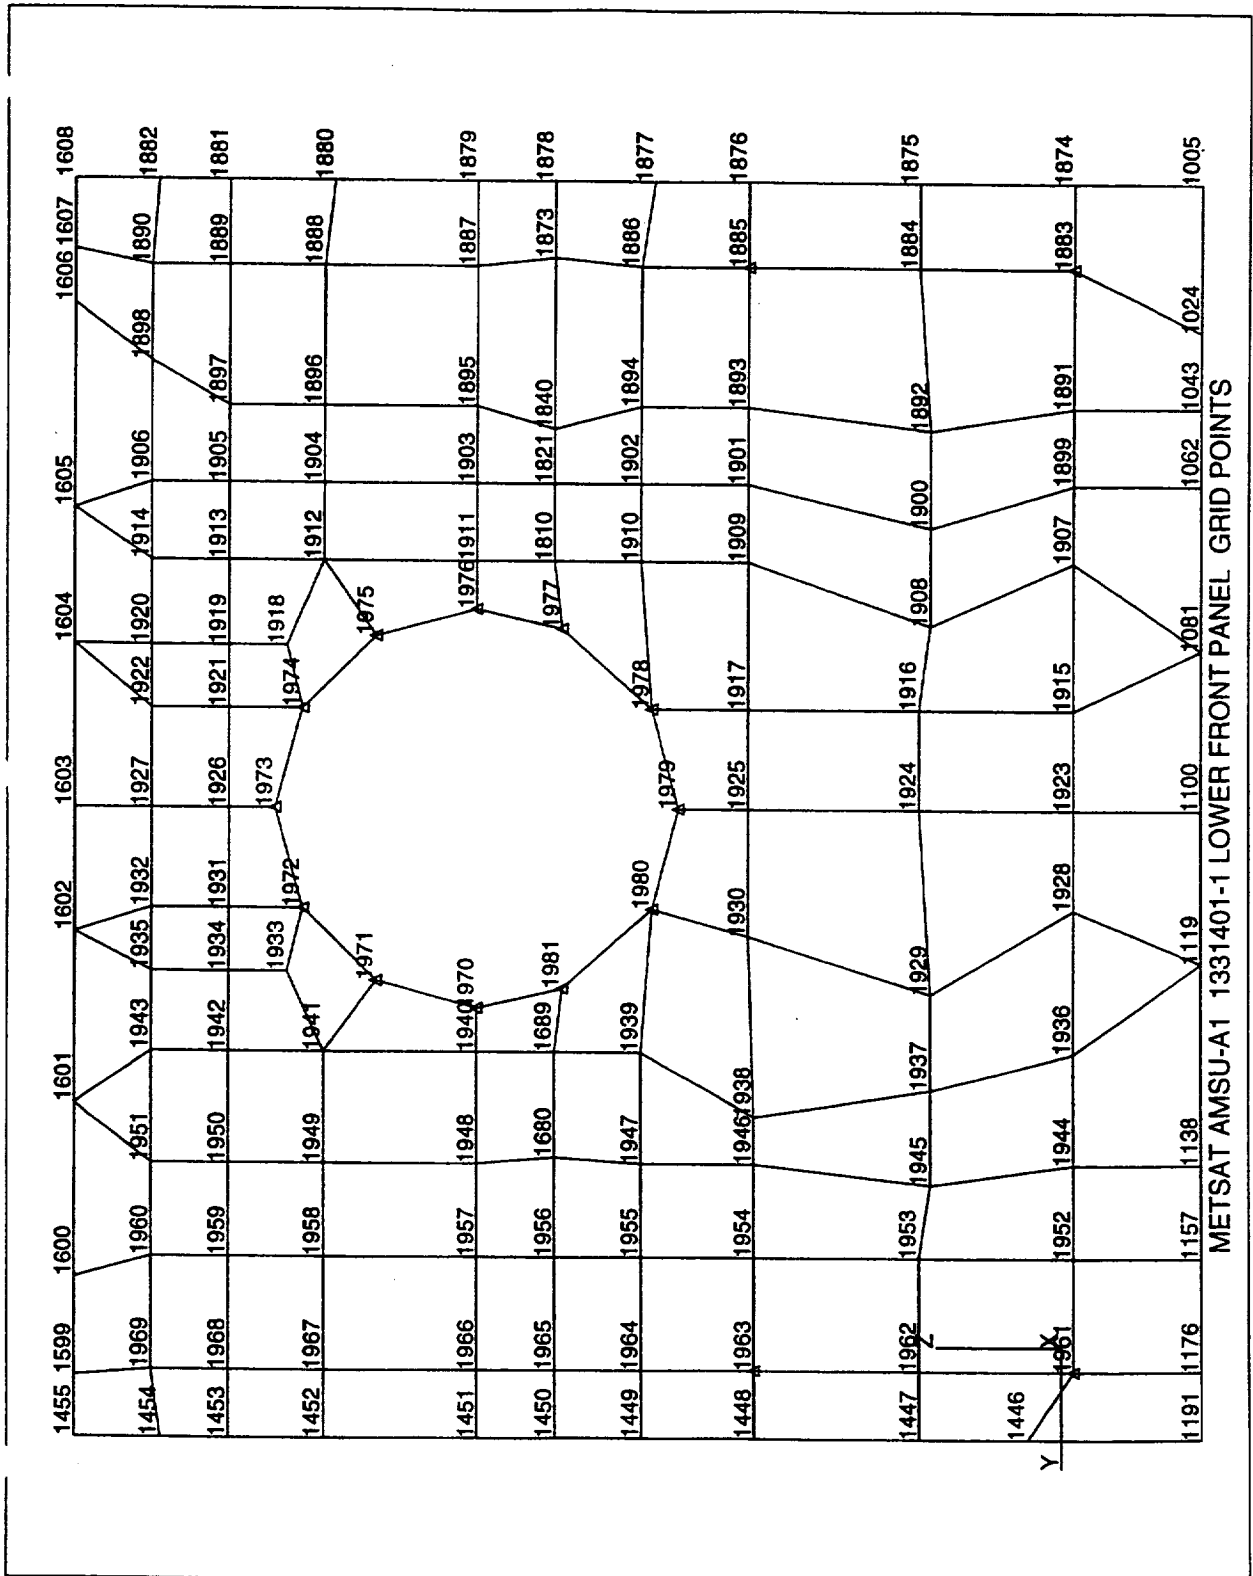 1455 1599 1600 1601 1602 1603 1604 1605 1606 1607 1608
1454 1969 1960 1951 1943 1935 1932 1927 1922 1920 1914 1906 1898 1890 1882
1453 1968 1959 1950 1942 1934 1931 1926 1921 1919 1913 1905 1897 1889 1881
1933 1973 1918
1452 1967 1958 1949 1941 1972 1974 1912 1904 1896 1888 1880
1971 1975
1451 1966 1957 1948 1940 1970 1976 1911 1903 1895 1887 1879
1450 1965 1956 1680 1689 1981 1977 1810 1821 1840 1873 1878
1449 1964 1955 1947 1939 1980 1978 1910 1902 1894 1886 1877
1979
1448 1963 1954 1946 1938 1930 1925 1917 1909 1901 1893 1885 1876
1447 1962 1953 1945 1937 1929 1924 1916 1908 1900 1892 1884 1875
Z
1446
Y X
1961 1952 1944 1936 1928 1923 1915 1907 1899 1891 1883 1874
1191 1176 1157 1138 1119 1100 1081 1062 1043 1024 1005
METSAT AMSU-A1 1331401-1 LOWER FRONT PANEL GRID POINTS